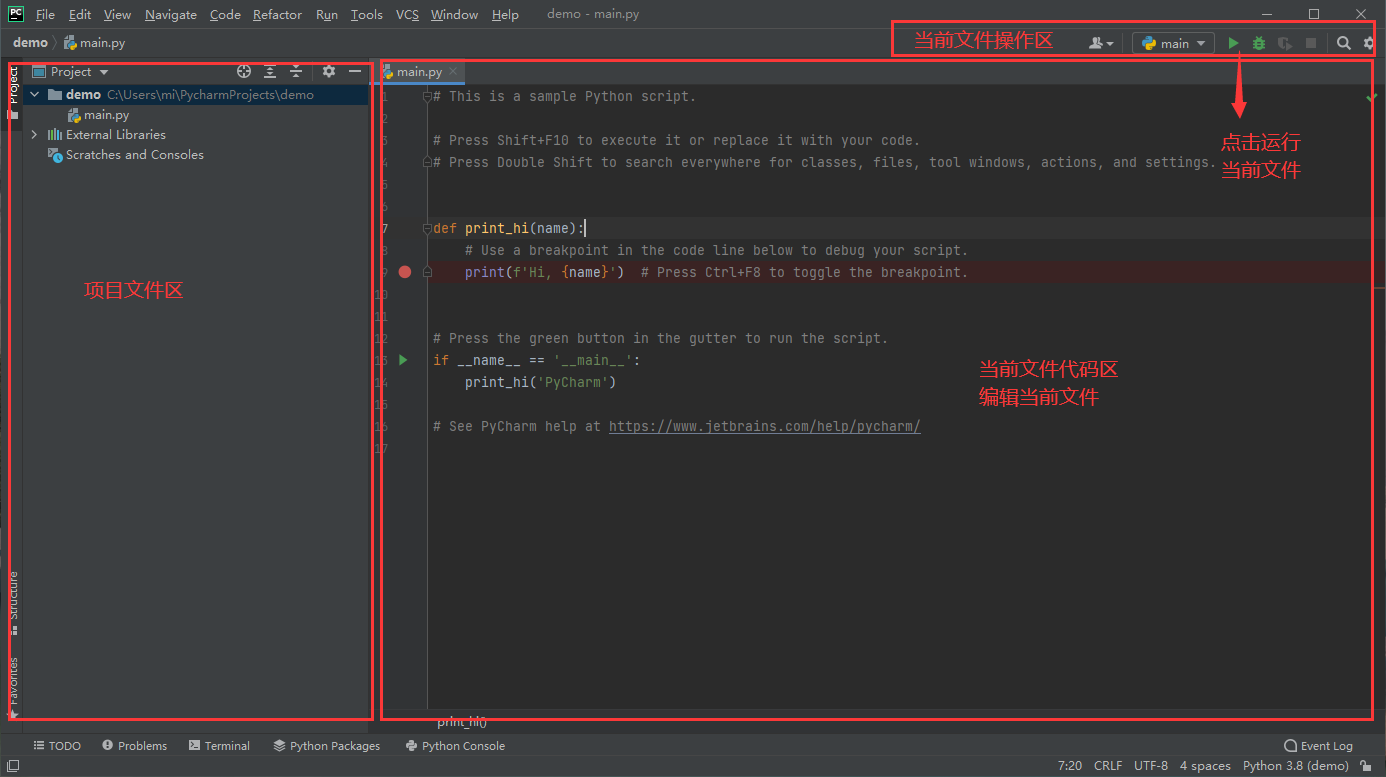 PC File Edit View Navigate Code Refactor Run Tools VCS Window Help demo - main.py
demo main.py
当前文件操作区
main
Project
Project
demo C:\Users\mi\PycharmProjects\demo
main.py
External Libraries
Scratches and Consoles
项目文件区
Structure
Favorites
main.py
1 # This is a sample Python script.
2
3 # Press Shift+F10 to execute it or replace it with your code.
4 # Press Double Shift to search everywhere for classes, files, tool windows, actions, and settings.
5
6
7 def print_hi(name):
8 # Use a breakpoint in the code line below to debug your script.
9 print(f'Hi, {name}') # Press Ctrl+F8 to toggle the breakpoint.
10
11
12 # Press the green button in the gutter to run the script.
13 if __name__ == '__main__':
14 print_hi('PyCharm')
15
16 # See PyCharm help at https://www.jetbrains.com/help/pycharm/
17
点击运行
当前文件
当前文件代码区
编辑当前文件
print_hi()
TODO Problems Terminal Python Packages Python Console Event Log
7:20 CRLF UTF-8 4 spaces Python 3.8 (demo)